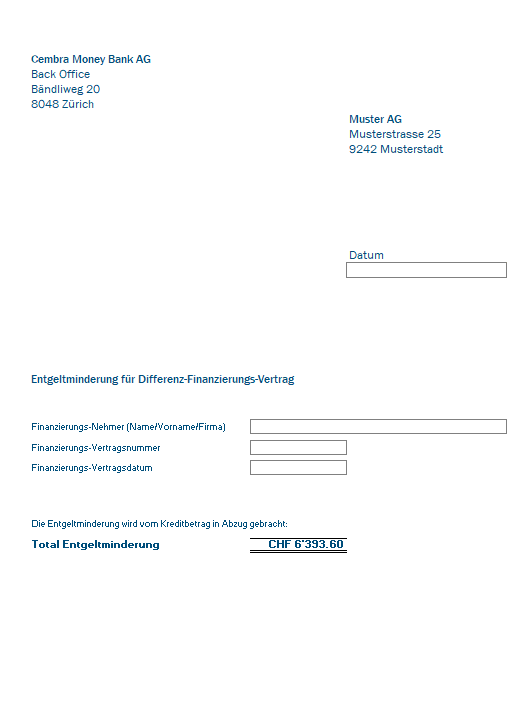 Cembra Money Bank AG
Back Office
Bändliweg 20
8048 Zürich
Muster AG
Musterstrasse 25
9242 Musterstadt
Datum
Entgeltminderung für Differenz-Finanzierungs-Vertrag
Finanzierungs-Nehmer (Name/Vorname/Firma)
Finanzierungs-Vertragsnummer
Finanzierungs-Vertragsdatum
Die Entgeltminderung wird vom Kreditbetrag in Abzug gebracht:
Total Entgeltminderung CHF 6'393.60